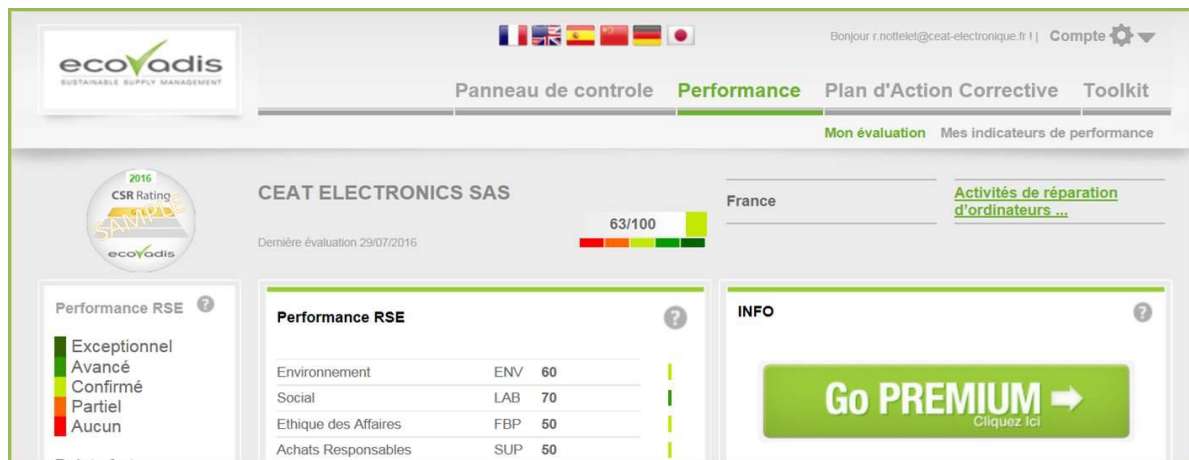 ecovadis
SUSTAINABLE SUPPLY MANAGEMENT
Bonjour r.nottelet@ceat-electronique.fr ! | Compte
Panneau de controle Performance Plan d'Action Corrective Toolkit
Mon évaluation Mes indicateurs de performance
2016
CSR Rating
SAMPLE
ecovadis
CEAT ELECTRONICS SAS
63/100
Dernière évaluation 29/07/2016
France
Activités de réparation
d'ordinateurs ...
Performance RSE ?
Exceptionnel
Avancé
Confirmé
Partiel
Aucun
Performance RSE ?
Environnement ENV 60
Social LAB 70
Ethique des Affaires FBP 50
Achats Responsables SUP 50
INFO ?
Go PREMIUM
Cliquez Ici